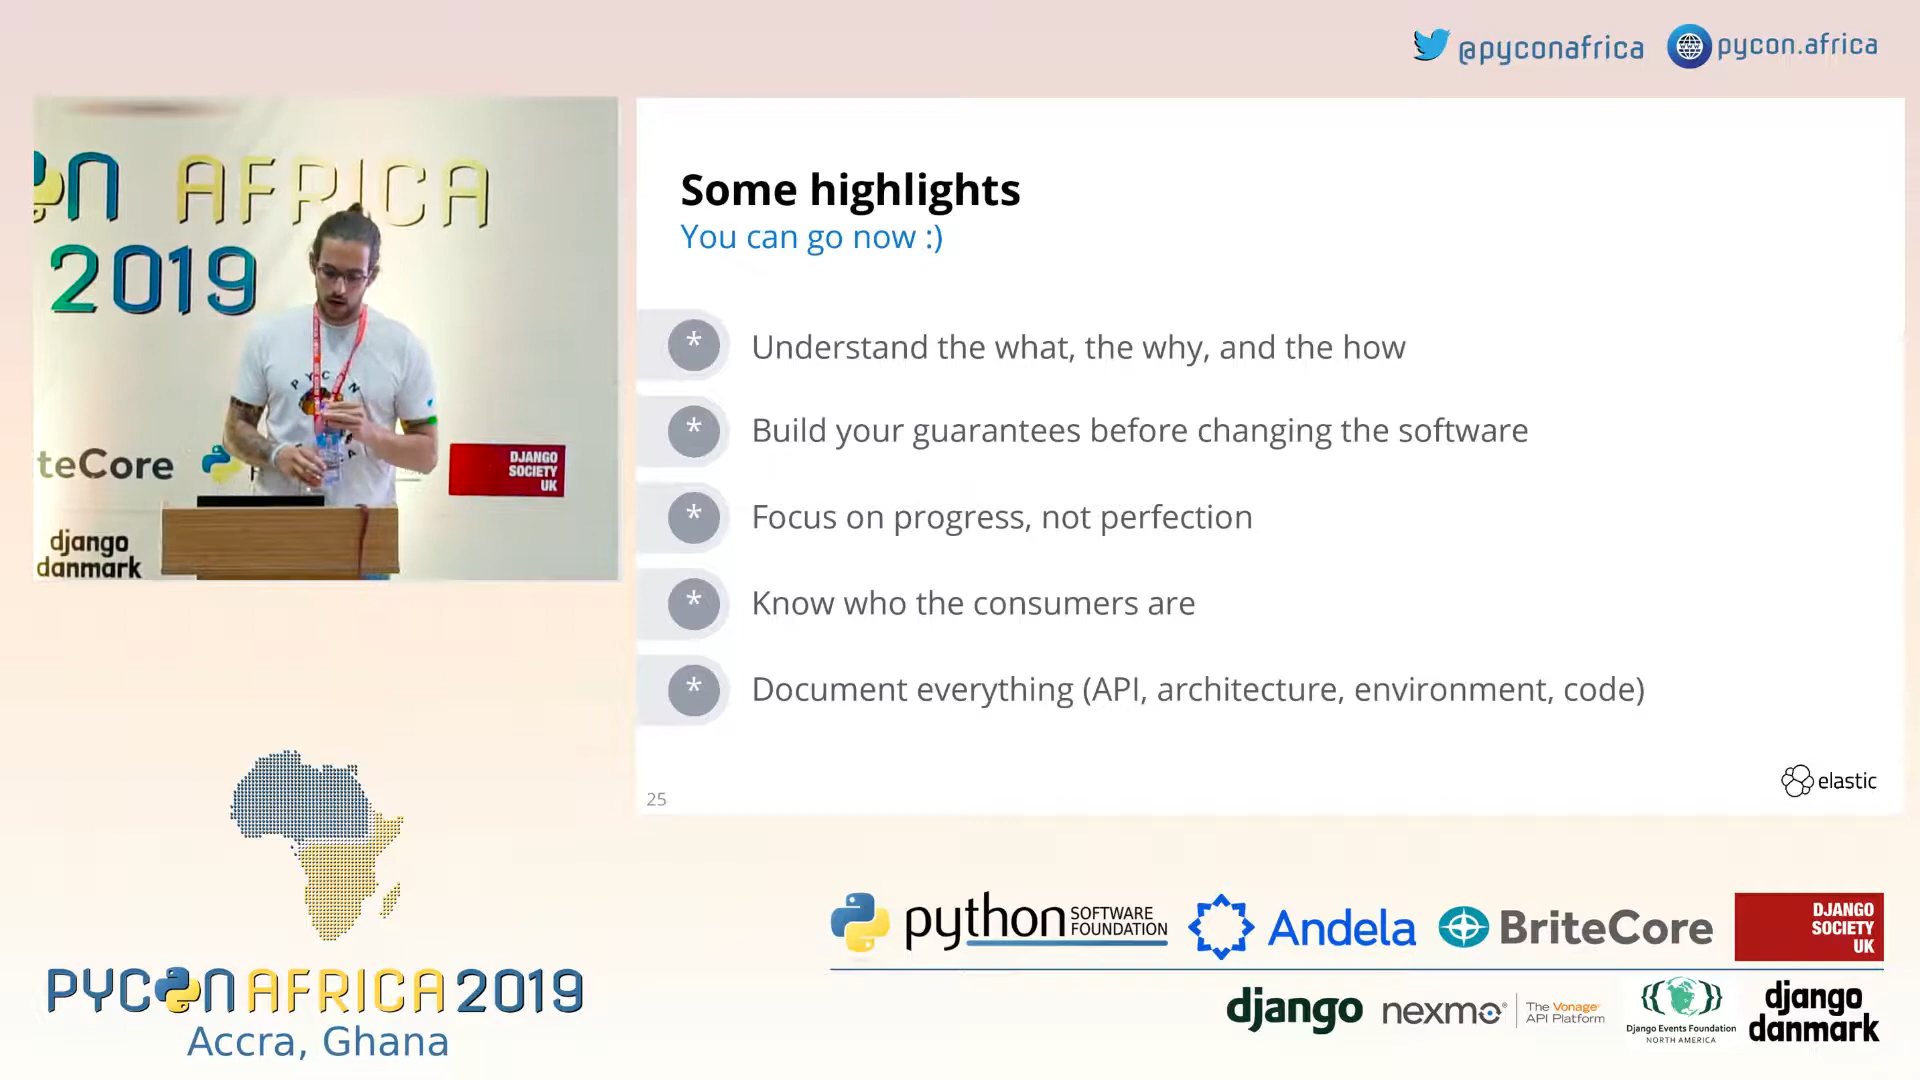 @pyconafrica
pycon.africa
ON AFRICA
2019
teCore
DJANGO
SOCIETY
UK
django
danmark
Some highlights
You can go now :)
* Understand the what, the why, and the how
* Build your guarantees before changing the software
* Focus on progress, not perfection
* Know who the consumers are
* Document everything (API, architecture, environment, code)
25
elastic
PYCON AFRICA 2019
Accra, Ghana
python SOFTWARE
FOUNDATION
Andela
BriteCore
DJANGO
SOCIETY
UK
django
nexmo
The Vonage
API Platform
Django Events Foundation
NORTH AMERICA
django
danmark